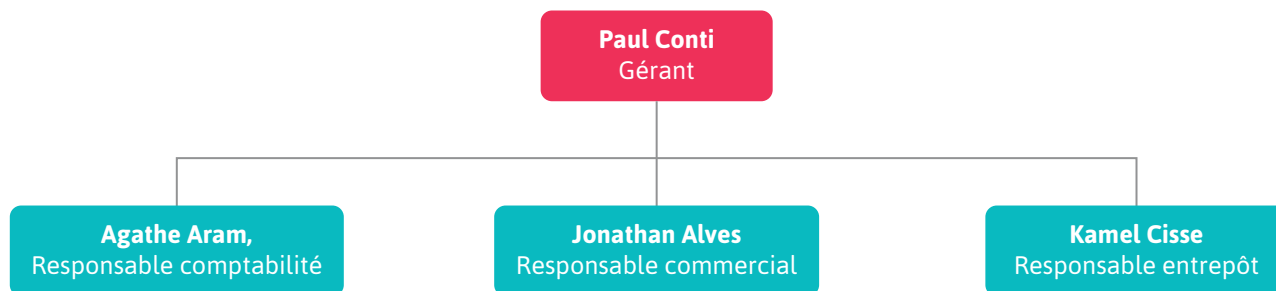 Paul Conti
Gérant
Agathe Aram,
Responsable comptabilité
Jonathan Alves
Responsable commercial
Kamel Cisse
Responsable entrepôt